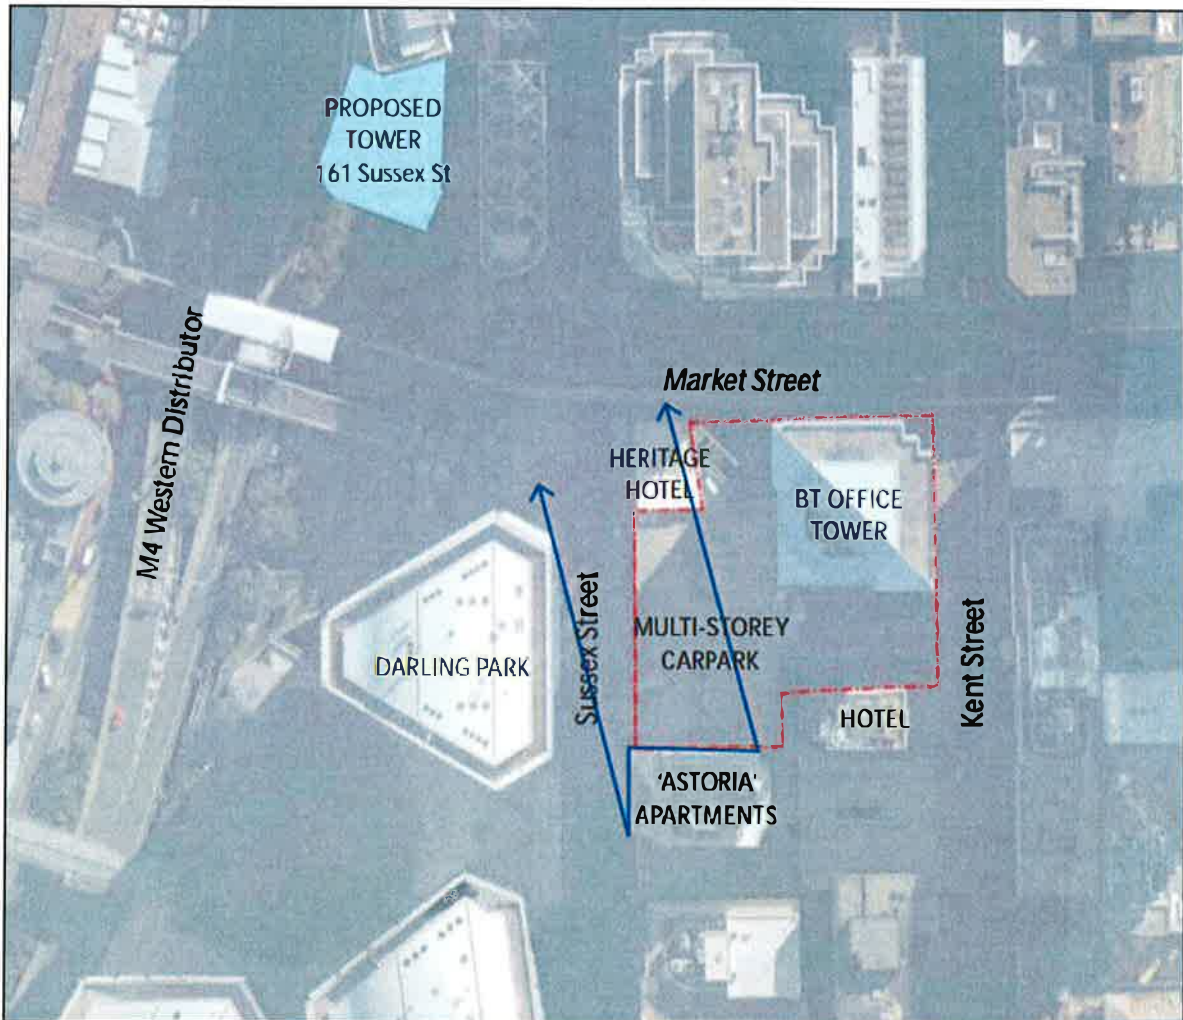 PROPOSED
TOWER
161 Sussex St
M4 Western Distributor
Market Street
HERITAGE
HOTEL
BT OFFICE
TOWER
Sussex Street
MULTI-STOREY
CARPARK
DARLING PARK
Kent Street
HOTEL
'ASTORIA'
APARTMENTS